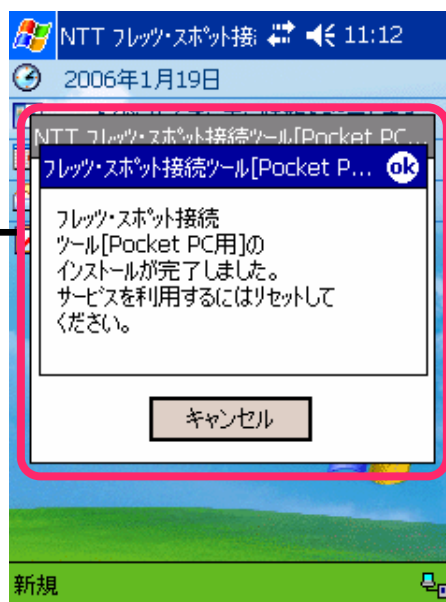 NTT フレッツ・スポット接
11:12
2006年1月19日
NTT フレッツ・スポット接続ツール[Pocket PC...
フレッツ・スポット接続ツール[Pocket P...
ok
フレッツ・スポット接続
ツール[Pocket PC用]の
インストールが完了しました。
サービスを利用するにはリセットして
ください。
キャンセル
新規